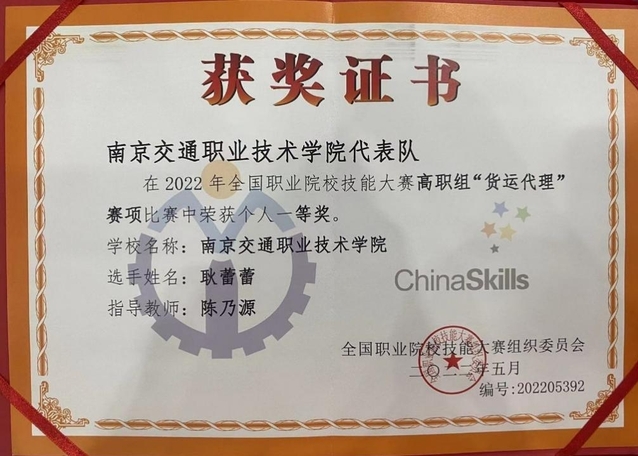 获奖证书
南京交通职业技术学院代表队
在2022年全国职业院校技能大赛高职组“货运代理”
赛项比赛中荣获个人一等奖。
学校名称：南京交通职业技术学院
选手姓名：耿蕾蕾
指导教师：陈乃源
ChinaSkills
全国职业院校技能大赛组织委员会
二〇二二年五月
编号:202205392